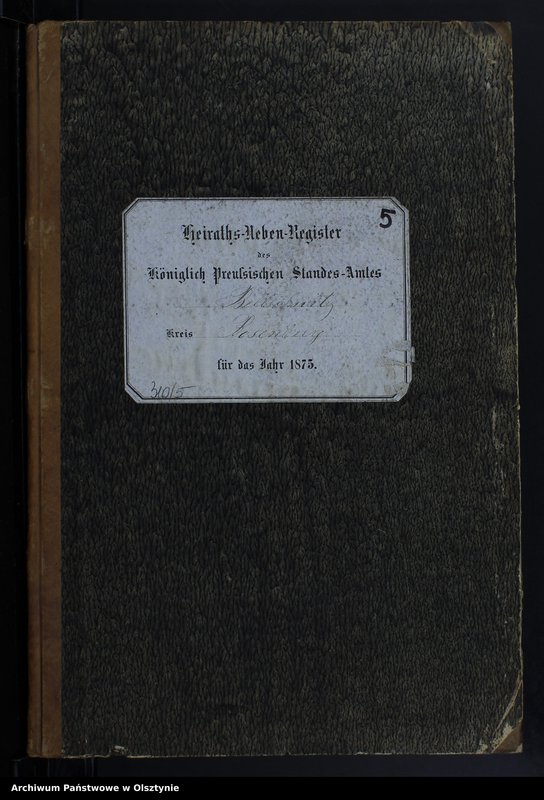 5
Heiraths-Neben-Register
des
Königlich Preußischen Standes-Amtes
Kreis Rosenberg
für das Jahr 1875.
310/5
Archiwum Państwowe w Olsztynie